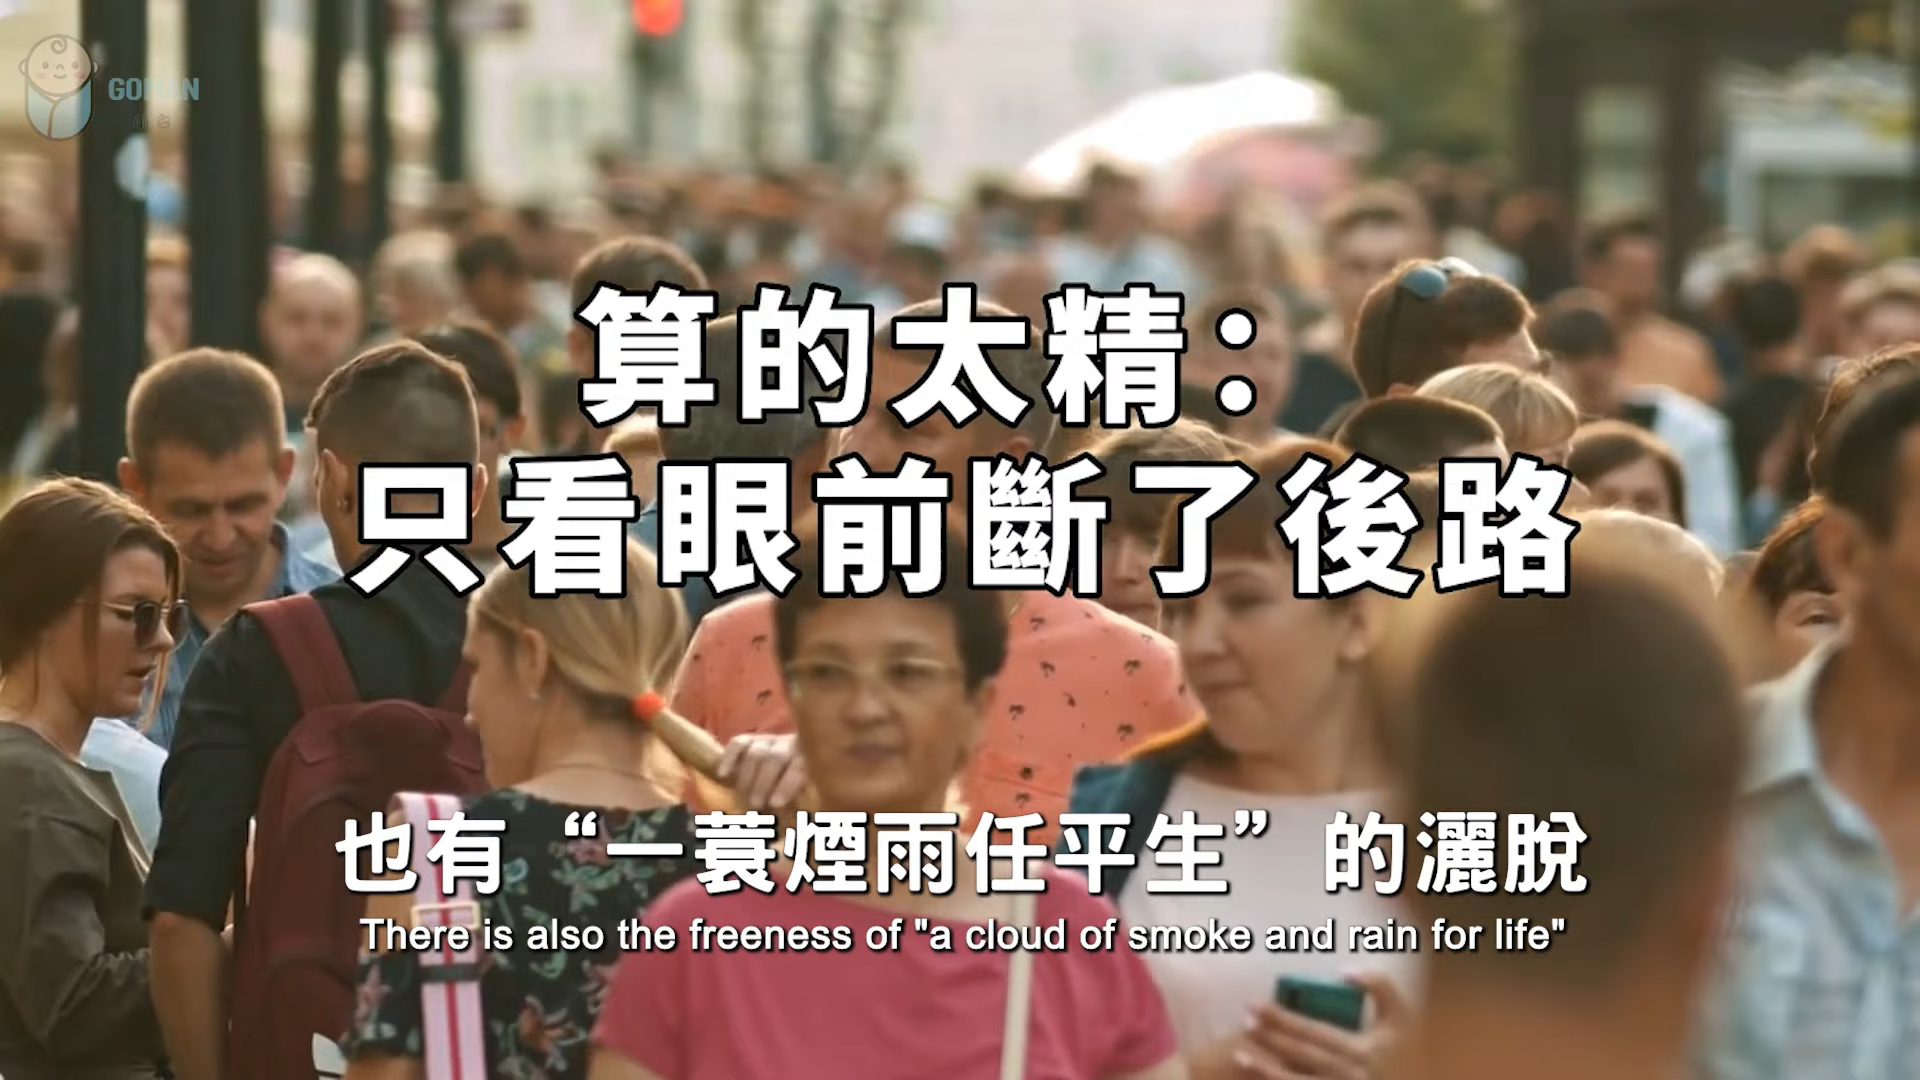 算的太精：
只看眼前斷了後路
也有“一蓑煙雨任平生”的灑脫
There is also the freeness of "a cloud of smoke and rain for life"